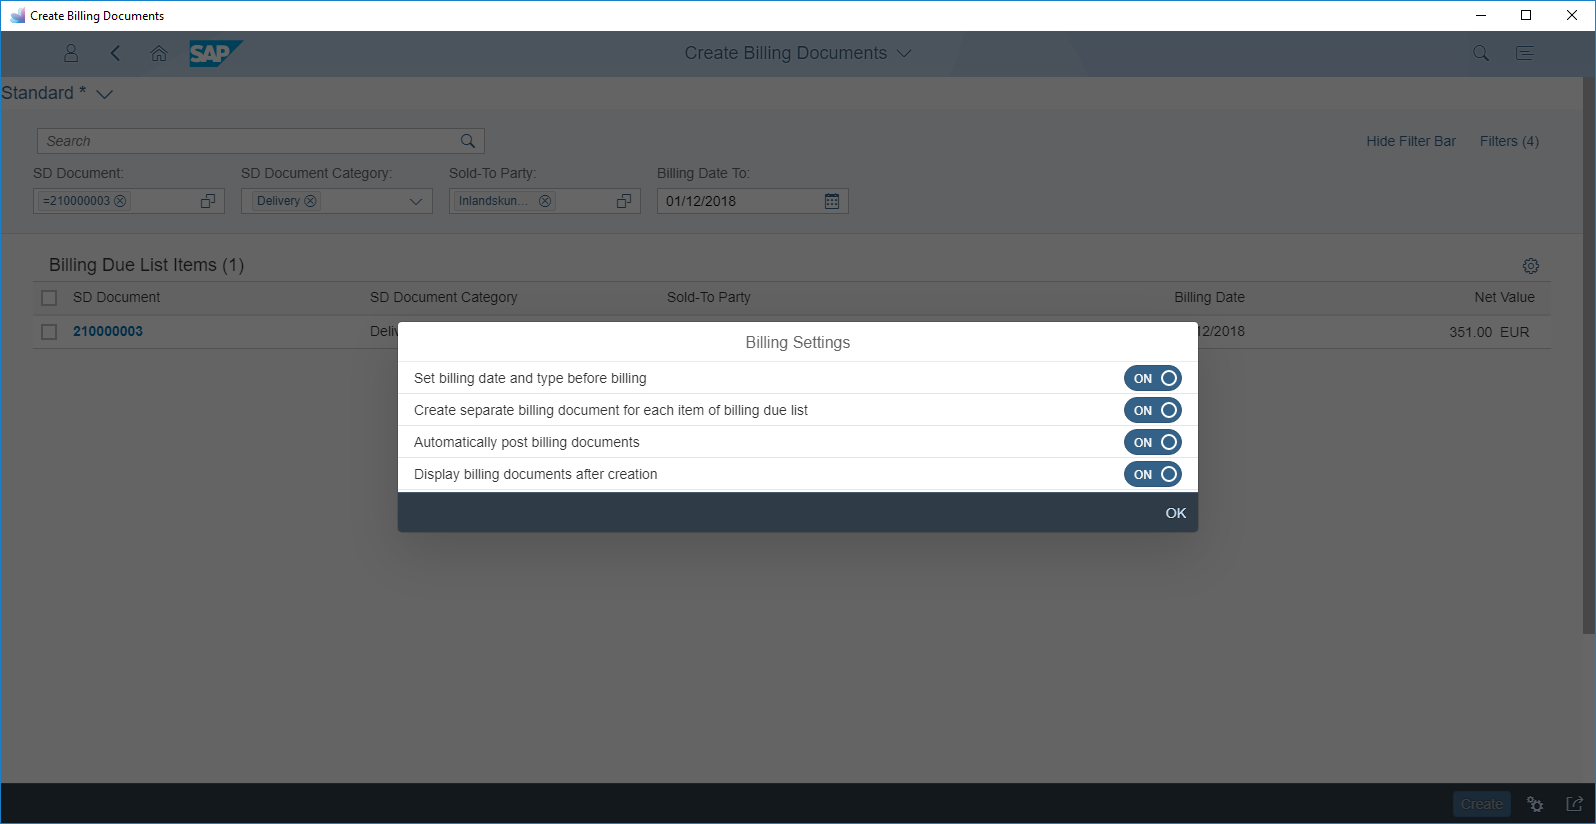 Create Billing Documents
SAP Create Billing Documents
Standard *
Search
Hide Filter Bar Filters (4)
SD Document: SD Document Category: Sold-To Party: Billing Date To:
=210000003 Delivery Inlandskun... 01/12/2018
Billing Due List Items (1)
SD Document SD Document Category Sold-To Party Billing Date Net Value
210000003 Deliv 12/2018 351.00 EUR
Billing Settings
Set billing date and type before billing ON
Create separate billing document for each item of billing due list ON
Automatically post billing documents ON
Display billing documents after creation ON
OK
Create